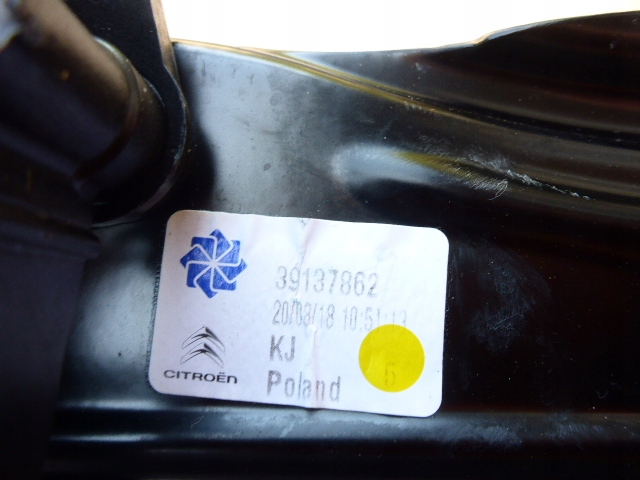 39137862
20/03/18 10:51:13
KJ
5
CITROËN
Poland